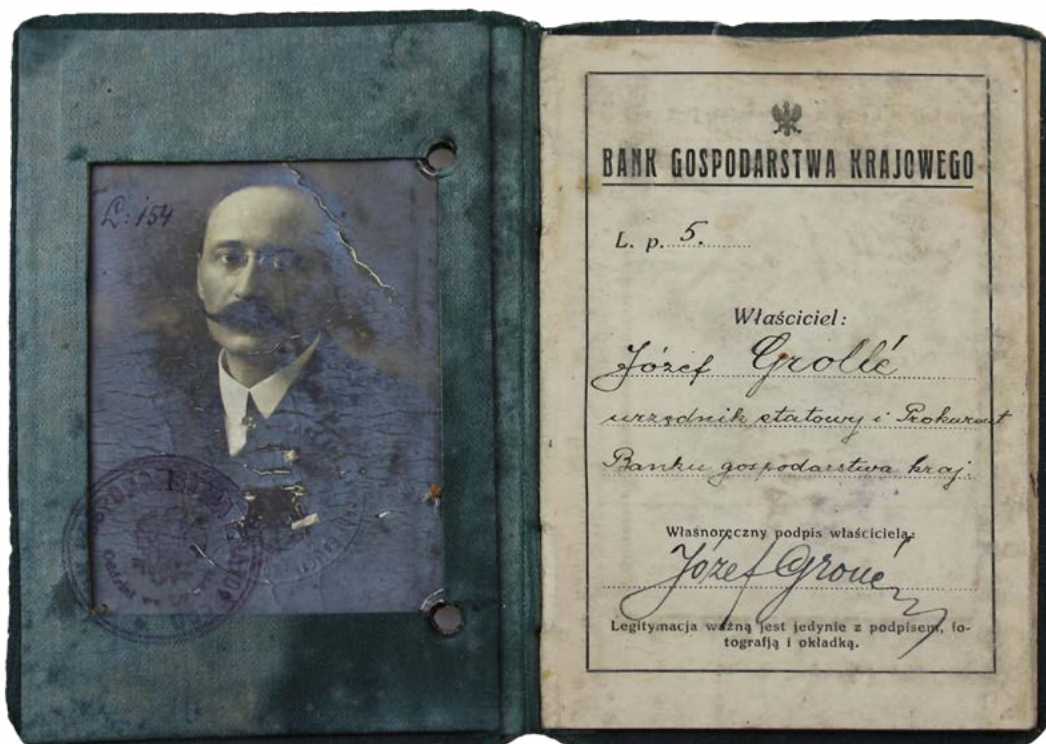 L: 154
BANK GOSPODARSTWA KRAJOWEGO
L. p. 5.
Właściciel:
Józef Grollé
urzędnik etatowy i Prokurent
Banku gospodarstwa kraj.
Własnoręczny podpis właściciela:
Józef Grollé
Legitymacja ważną jest jedynie z podpisem, fo-
tografją i okładką.